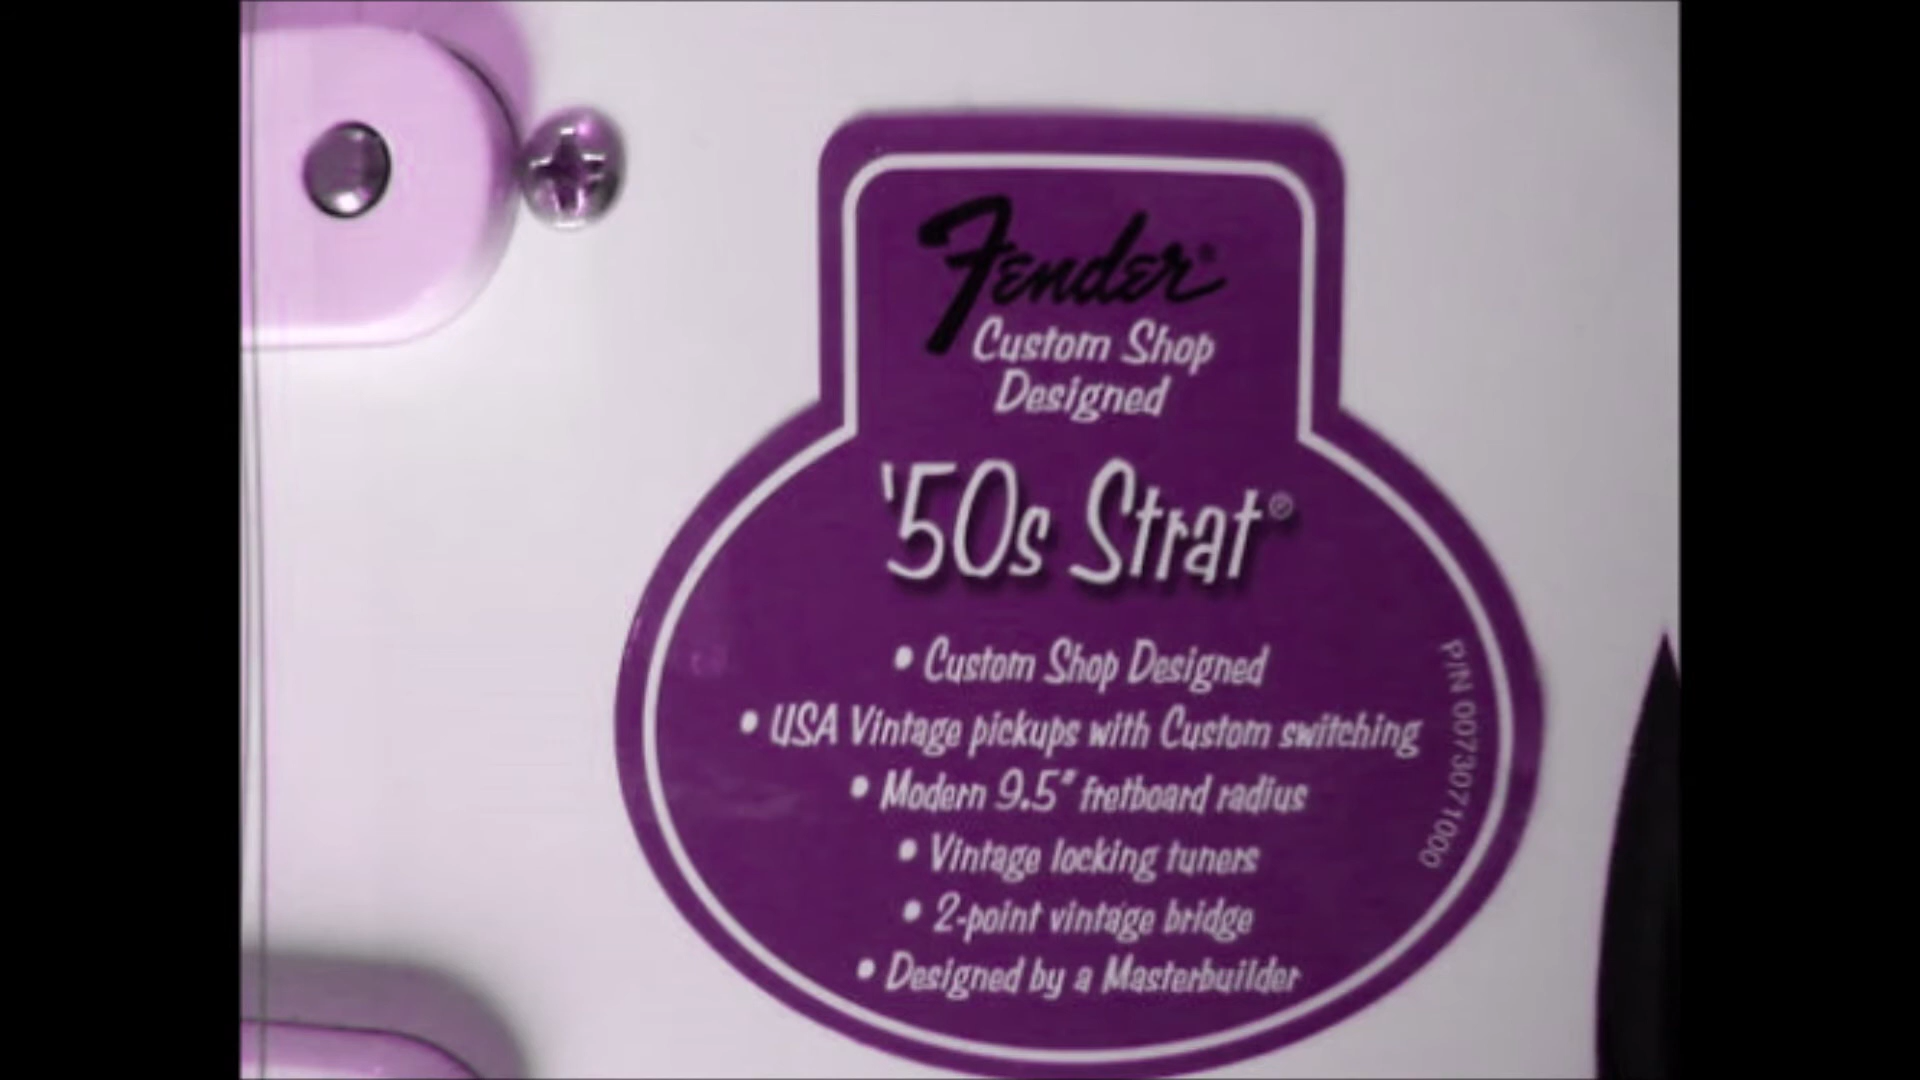 Fender®
Custom Shop
Designed
'50s Strat®
• Custom Shop Designed
• USA Vintage pickups with Custom switching
• Modern 9.5" fretboard radius
• Vintage locking tuners
• 2-point vintage bridge
• Designed by a Masterbuilder
P/N 0073071000